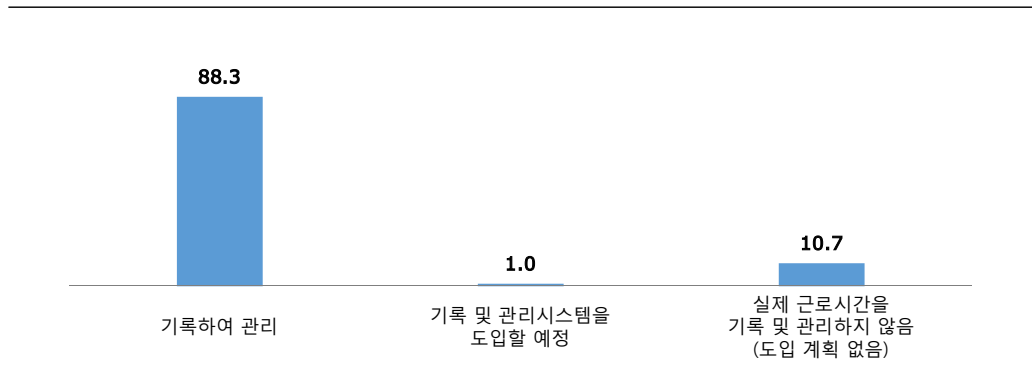 88.3
1.0
10.7
기록하여 관리
기록 및 관리시스템을
도입할 예정
실제 근로시간을
기록 및 관리하지 않음
(도입 계획 없음)